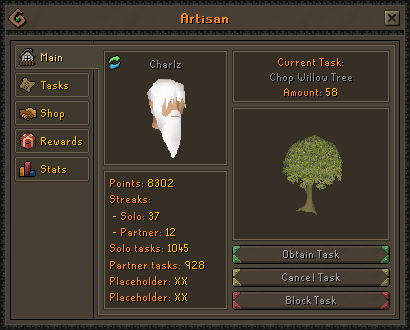 Artisan
Main
Tasks
Shop
Rewards
Stats
Charlz
Points: 8302
Streaks:
- Solo: 37
- Partner: 12
Solo tasks: 1045
Partner tasks: 928
Placeholder: XX
Placeholder: XX
Current Task:
Chop Willow Tree
Amount: 58
Obtain Task
Cancel Task
Block Task